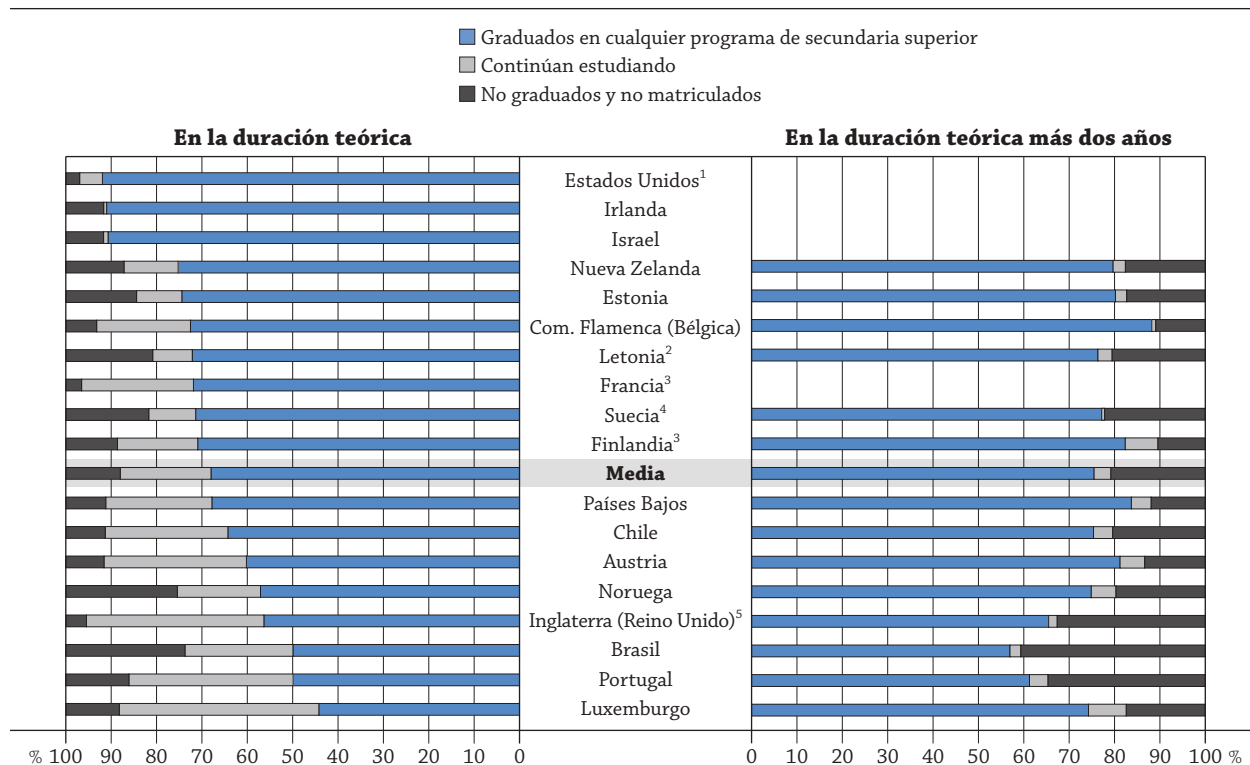 Graduados en cualquier programa de secundaria superior
Continúan estudiando
No graduados y no matriculados
En la duración teórica
En la duración teórica más dos años
Estados Unidos¹
Irlanda
Israel
Nueva Zelanda
Estonia
Com. Flamenca (Bélgica)
Letonia²
Francia³
Suecia⁴
Finlandia³
Media
Países Bajos
Chile
Austria
Noruega
Inglaterra (Reino Unido)⁵
Brasil
Portugal
Luxemburgo
% 100 90 80 70 60 50 40 30 20 10 0
0 10 20 30 40 50 60 70 80 90 100 %